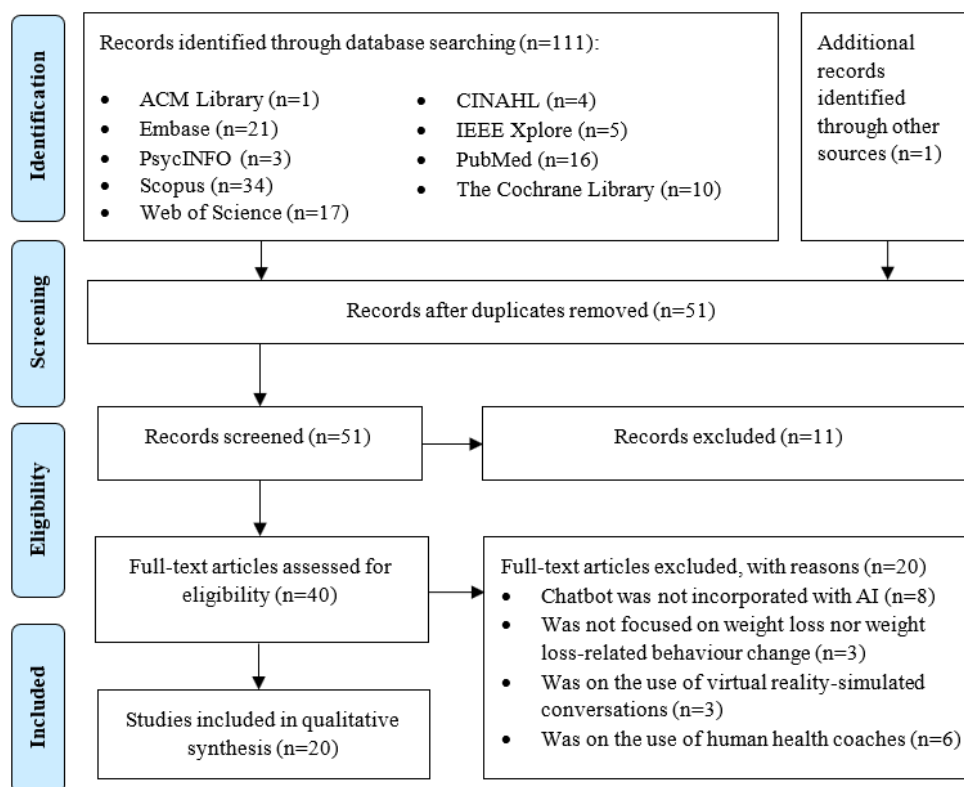 Identification
Records identified through database searching (n=111):
• ACM Library (n=1)
• Embase (n=21)
• PsycINFO (n=3)
• Scopus (n=34)
• Web of Science (n=17)
• CINAHL (n=4)
• IEEE Xplore (n=5)
• PubMed (n=16)
• The Cochrane Library (n=10)
Additional
records
identified
through other
sources (n=1)
Screening
Records after duplicates removed (n=51)
Records screened (n=51)
Records excluded (n=11)
Eligibility
Full-text articles assessed for
eligibility (n=40)
Full-text articles excluded, with reasons (n=20)
• Chatbot was not incorporated with AI (n=8)
• Was not focused on weight loss nor weight
loss-related behaviour change (n=3)
• Was on the use of virtual reality-simulated
conversations (n=3)
• Was on the use of human health coaches (n=6)
Included
Studies included in qualitative
synthesis (n=20)